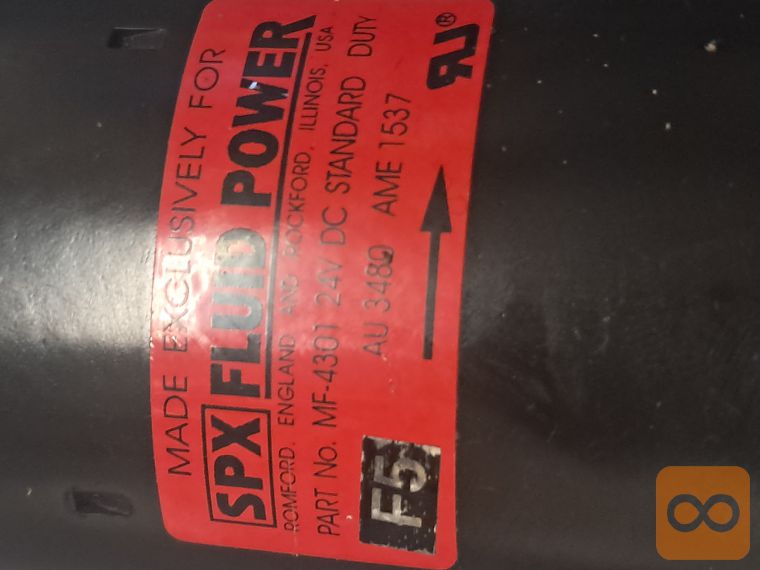 MADE EXCLUSIVELY FOR
SPX FLUID POWER
ROMFORD, ENGLAND AND ROCKFORD, ILLINOIS, USA
PART No. MF-4301 24V DC STANDARD DUTY
AU 3480 AME 1537
F5
RU®